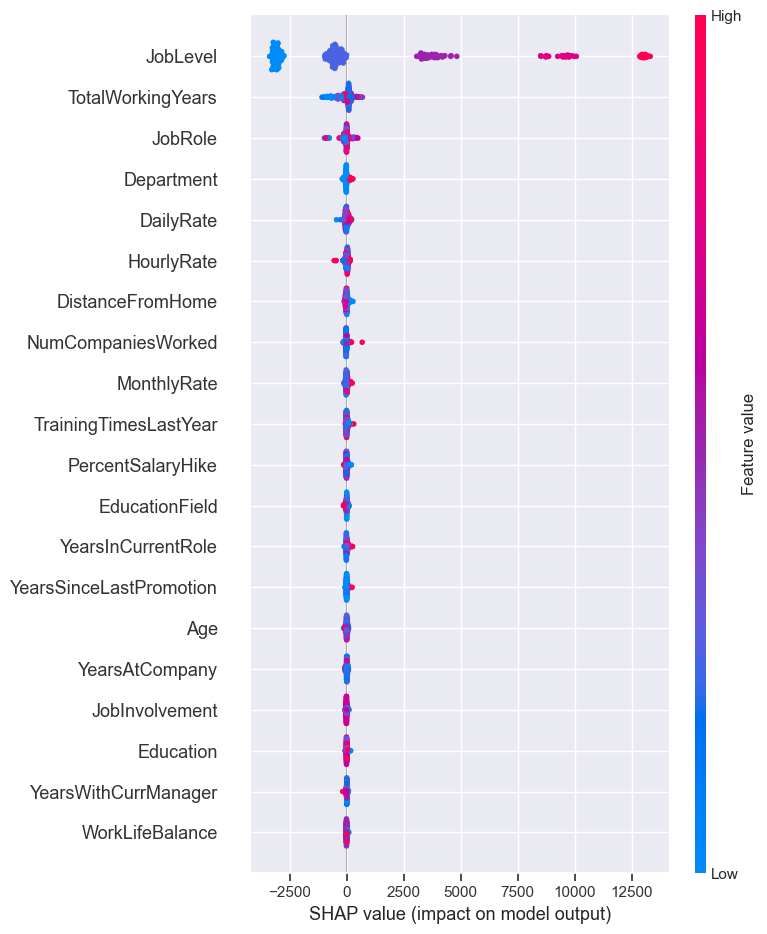 High
JobLevel
TotalWorkingYears
JobRole
Department
DailyRate
HourlyRate
DistanceFromHome
NumCompaniesWorked
MonthlyRate
TrainingTimesLastYear
PercentSalaryHike
EducationField
YearsInCurrentRole
YearsSinceLastPromotion
Age
YearsAtCompany
JobInvolvement
Education
YearsWithCurrManager
WorkLifeBalance
Feature value
Low
−2500 0 2500 5000 7500 10000 12500
SHAP value (impact on model output)